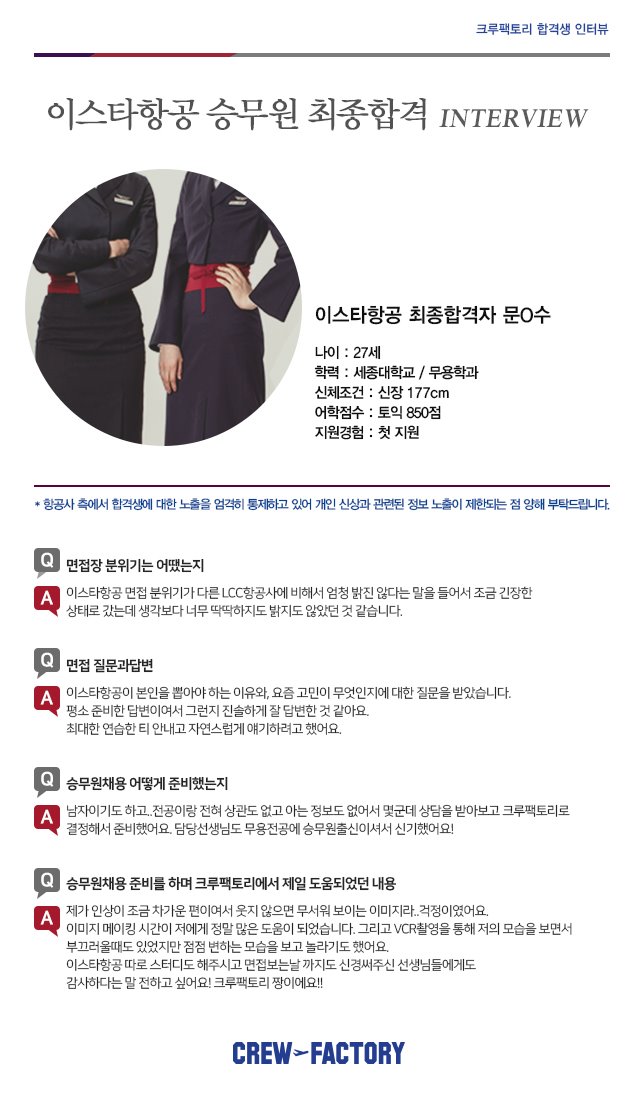 크루팩토리 합격생 인터뷰
이스타항공 승무원 최종합격 INTERVIEW
이스타항공 최종합격자 문O수
나이 : 27세
학력 : 세종대학교 / 무용학과
신체조건 : 신장 177cm
어학점수 : 토익 850점
지원경험 : 첫 지원
* 항공사 측에서 합격생에 대한 노출을 엄격히 통제하고 있어 개인 신상과 관련된 정보 노출이 제한되는 점 양해 부탁드립니다.
Q 면접장 분위기는 어땠는지
A 이스타항공 면접 분위기가 다른 LCC항공사에 비해서 엄청 밝진 않다는 말을 들어서 조금 긴장한
상태로 갔는데 생각보다 너무 딱딱하지도 밝지도 않았던 것 같습니다.
Q 면접 질문과답변
A 이스타항공이 본인을 뽑아야 하는 이유와, 요즘 고민이 무엇인지에 대한 질문을 받았습니다.
평소 준비한 답변이여서 그런지 진솔하게 잘 답변한 것 같아요.
최대한 연습한 티 안내고 자연스럽게 얘기하려고 했어요.
Q 승무원채용 어떻게 준비했는지
A 남자이기도 하고..전공이랑 전혀 상관도 없고 아는 정보도 없어서 몇군데 상담을 받아보고 크루팩토리로
결정해서 준비했어요. 담당선생님도 무용전공에 승무원출신이셔서 신기했어요!
Q 승무원채용 준비를 하며 크루팩토리에서 제일 도움되었던 내용
A 제가 인상이 조금 차가운 편이여서 웃지 않으면 무서워 보이는 이미지라..걱정이였어요.
이미지 메이킹 시간이 저에게 정말 많은 도움이 되었습니다. 그리고 VCR촬영을 통해 저의 모습을 보면서
부끄러울때도 있었지만 점점 변하는 모습을 보고 놀라기도 했어요.
이스타항공 따로 스터디도 해주시고 면접보는날 까지도 신경써주신 선생님들에게도
감사하다는 말 전하고 싶어요! 크루팩토리 짱이에요!!
CREW FACTORY